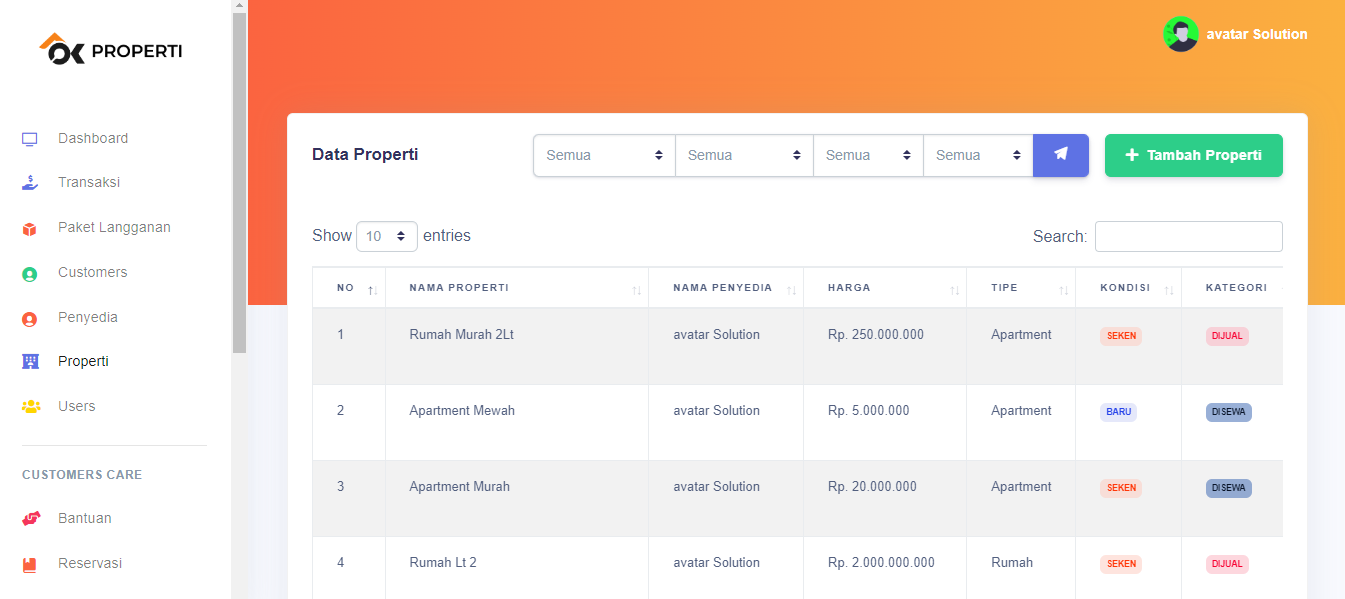 OK PROPERTI
avatar Solution
Dashboard
Transaksi
Paket Langganan
Customers
Penyedia
Properti
Users
CUSTOMERS CARE
Bantuan
Reservasi
Data Properti
Semua Semua Semua Semua
Tambah Properti
Show 10 entries
Search:
NO NAMA PROPERTI NAMA PENYEDIA HARGA TIPE KONDISI KATEGORI
1 Rumah Murah 2Lt avatar Solution Rp. 250.000.000 Apartment SEKEN DIJUAL
2 Apartment Mewah avatar Solution Rp. 5.000.000 Apartment BARU DISEWA
3 Apartment Murah avatar Solution Rp. 20.000.000 Apartment SEKEN DISEWA
4 Rumah Lt 2 avatar Solution Rp. 2.000.000.000 Rumah SEKEN DIJUAL